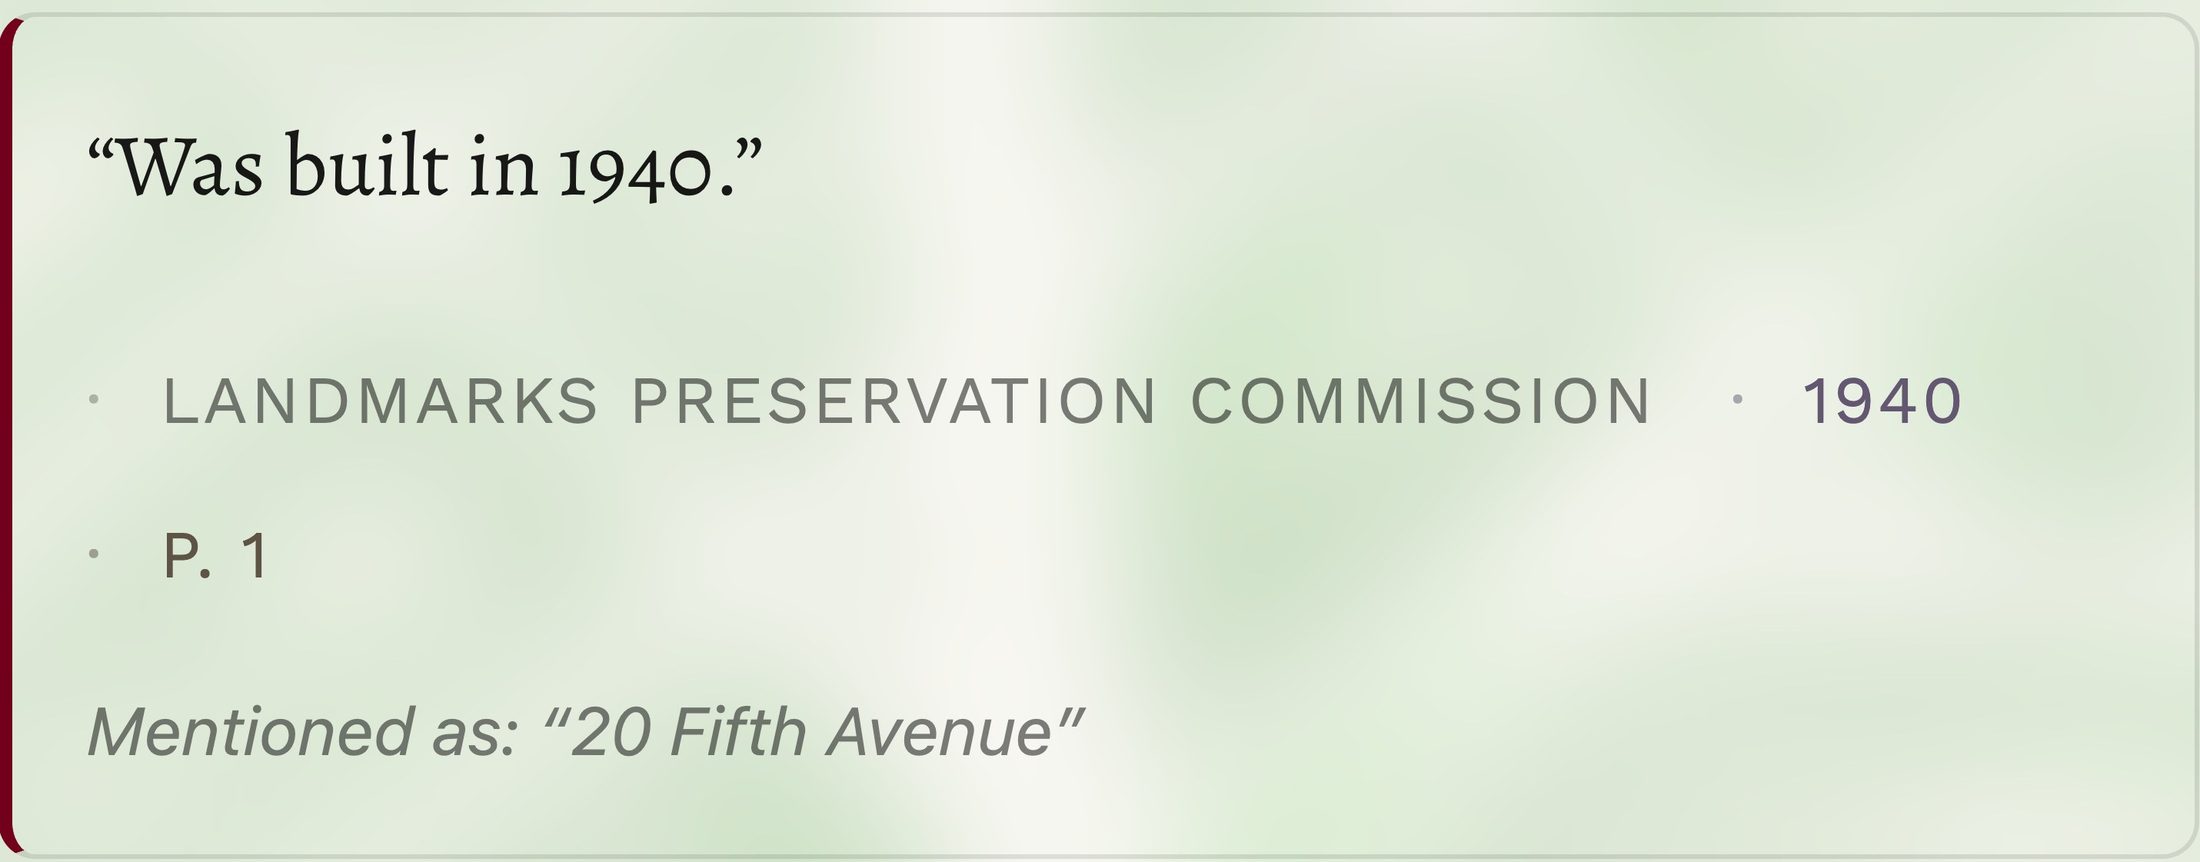 “Was built in 1940.”
· LANDMARKS PRESERVATION COMMISSION · 1940
· P. 1
Mentioned as: “20 Fifth Avenue”